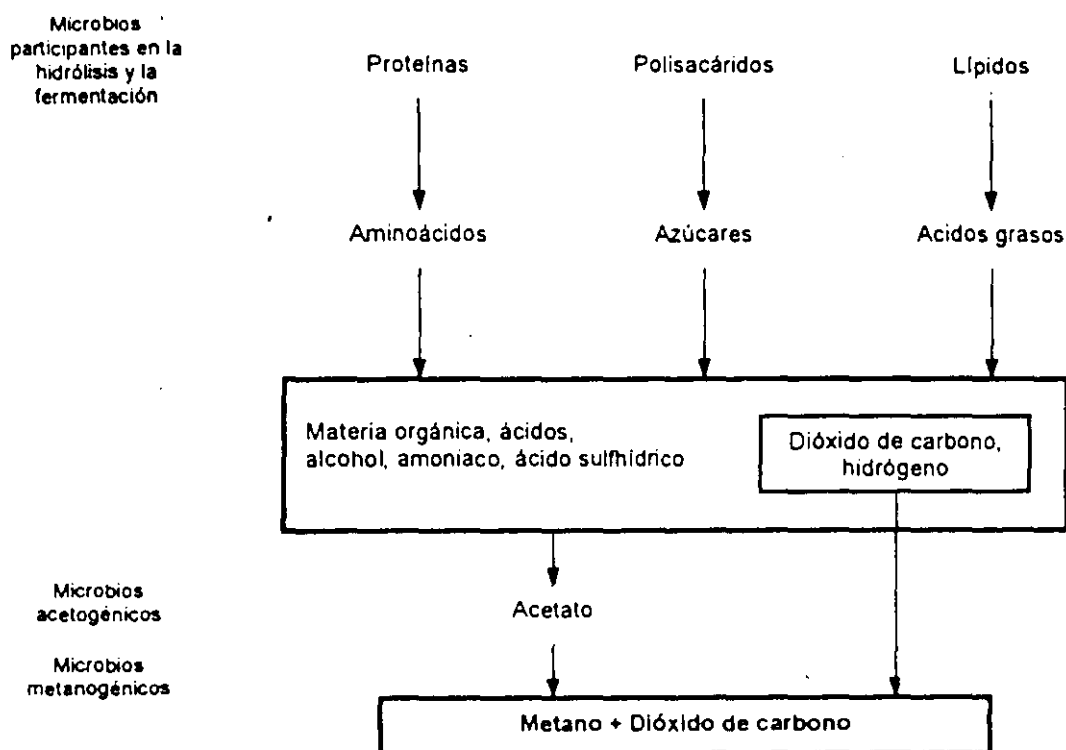 Microbios
participantes en la
hidrólisis y la
fermentación
Proteínas
Polisacáridos
Lípidos
Aminoácidos
Azúcares
Acidos grasos
Materia orgánica, ácidos,
alcohol, amoniaco, ácido sulfhídrico
Dióxido de carbono,
hidrógeno
Microbios
acetogénicos
Acetato
Microbios
metanogénicos
Metano + Dióxido de carbono